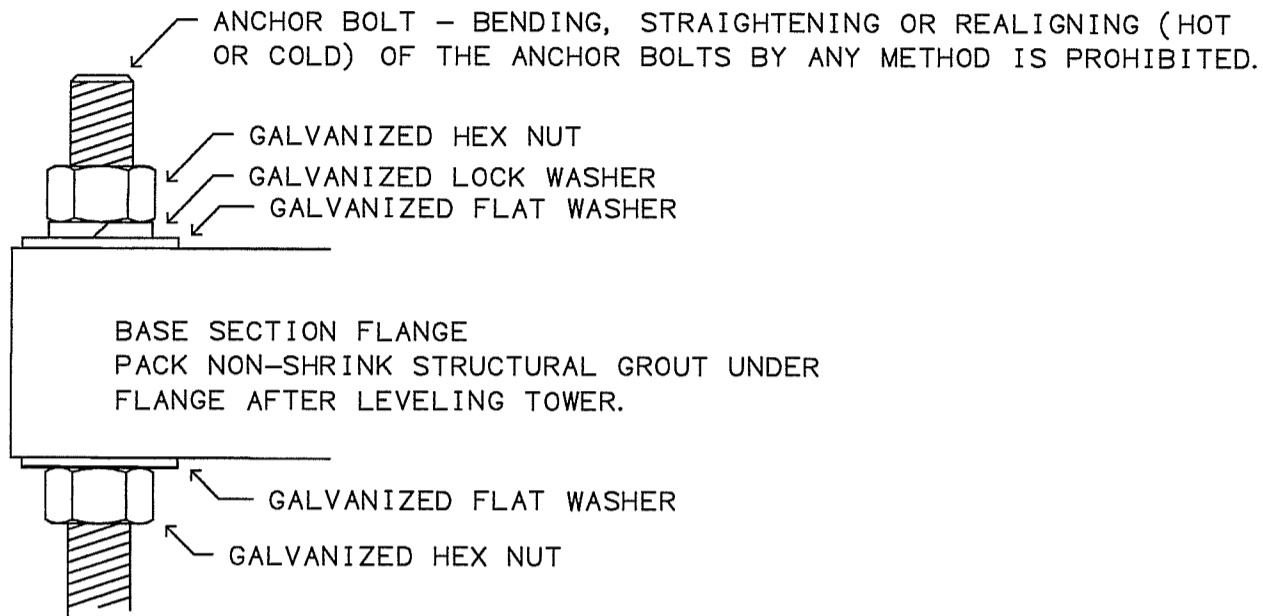 ANCHOR BOLT – BENDING, STRAIGHTENING OR REALIGNING (HOT
OR COLD) OF THE ANCHOR BOLTS BY ANY METHOD IS PROHIBITED.
GALVANIZED HEX NUT
GALVANIZED LOCK WASHER
GALVANIZED FLAT WASHER
BASE SECTION FLANGE
PACK NON–SHRINK STRUCTURAL GROUT UNDER
FLANGE AFTER LEVELING TOWER.
GALVANIZED FLAT WASHER
GALVANIZED HEX NUT